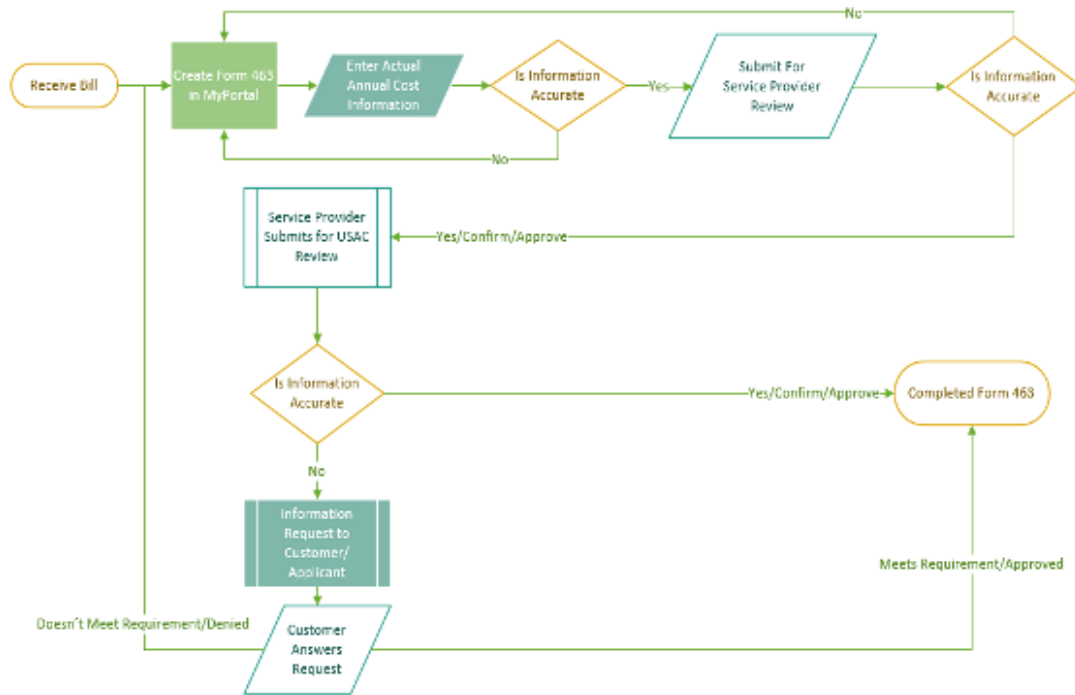 No
Receive Bill
Create Form 463
in MyPortal
Enter Actual
Annual Cost
Information
Is Information
Accurate
Yes
Submit For
Service Provider
Review
Is Information
Accurate
No
Service Provider
Submits for USAC
Review
Yes/Confirm/Approve
Is Information
Accurate
Yes/Confirm/Approve
Completed Form 463
No
Information
Request to
Customer/
Applicant
Meets Requirement/Approved
Doesn't Meet Requirement/Denied
Customer
Answers
Request